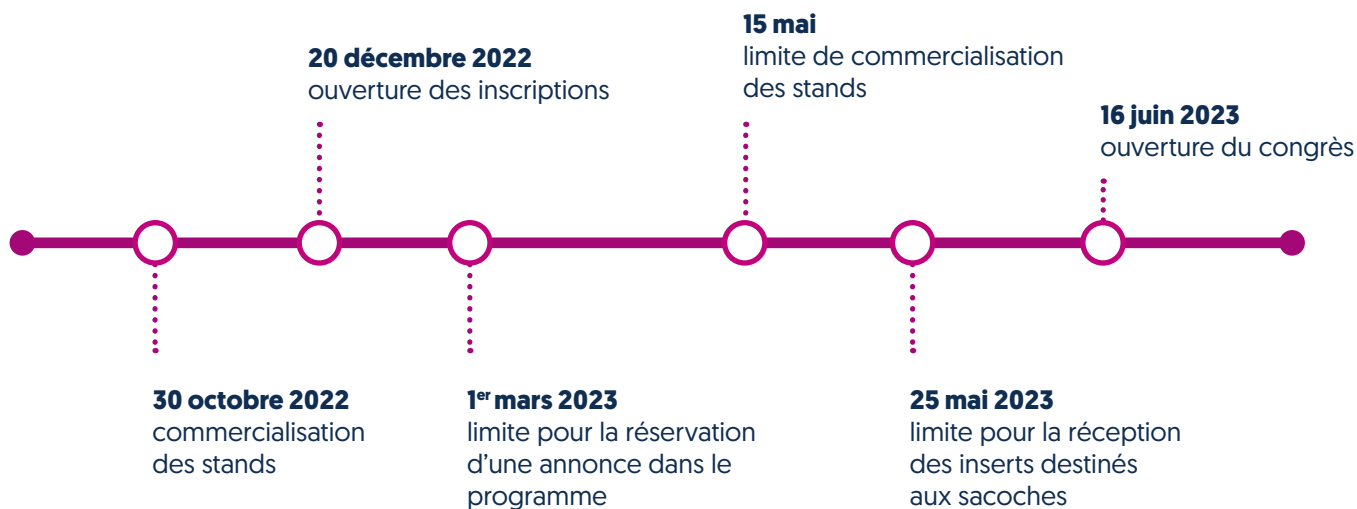 15 mai
limite de commercialisation
des stands
20 décembre 2022
ouverture des inscriptions
16 juin 2023
ouverture du congrès
30 octobre 2022
commercialisation
des stands
1er mars 2023
limite pour la réservation
d’une annonce dans le
programme
25 mai 2023
limite pour la réception
des inserts destinés
aux sacoches